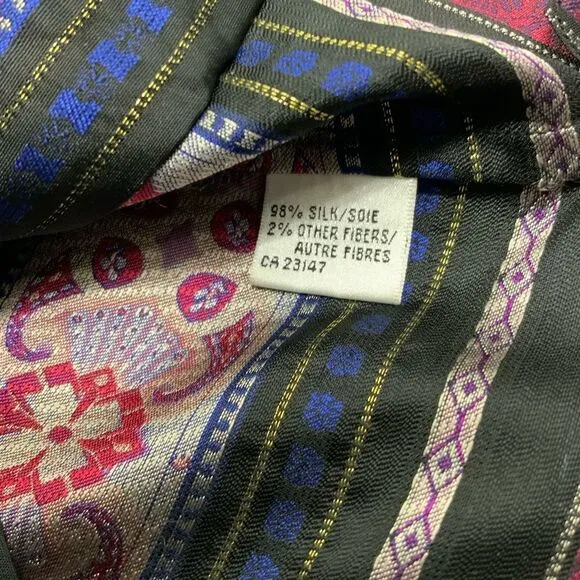 98% SILK/SOIE
2% OTHER FIBERS/
AUTRE FIBRES
CA 23147